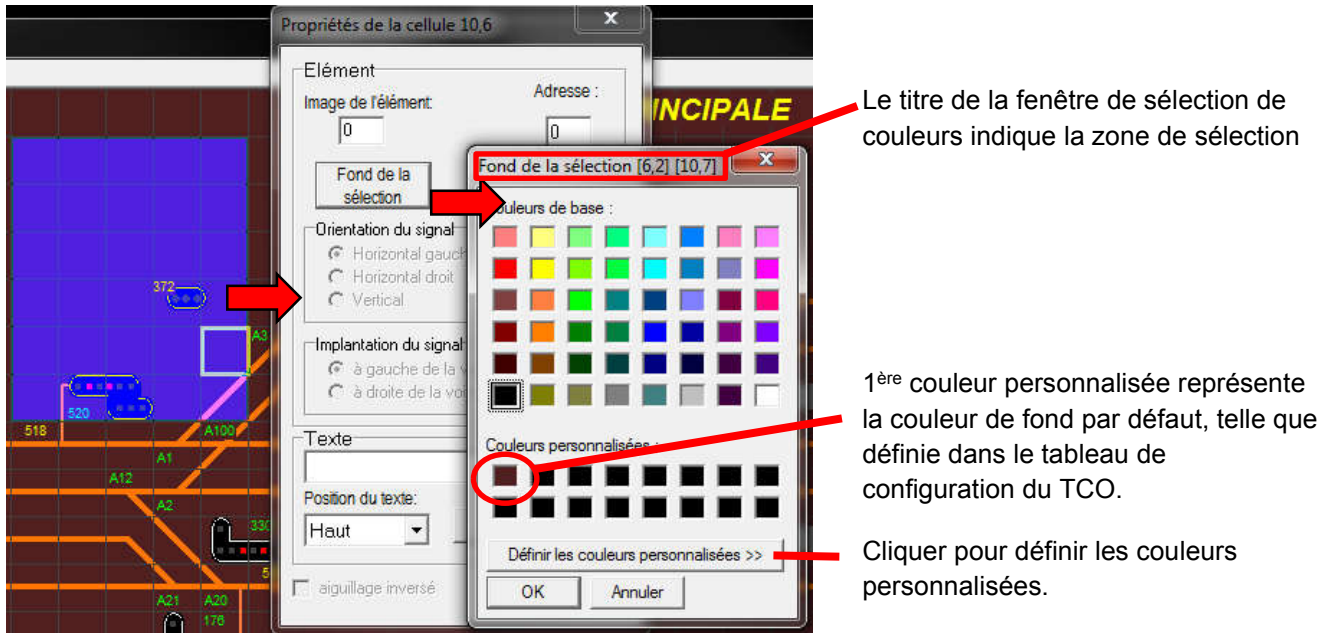 Propriétés de la cellule 10,6
Elément
Image de l'élément:
Adresse :
0
0
Fond de la
sélection
Orientation du signal
Horizontal gauch
Horizontal droit
Vertical
Implantation du signal
à gauche de la v
à droite de la voi
Texte
Position du texte:
Haut
aiguillage inversé
INCIPALE
Fond de la sélection [6,2] [10,7]
ouleurs de base :
Couleurs personnalisées :
Définir les couleurs personnalisées >>
OK
Annuler
372
A3
520
518
A100
A1
A12
A2
330
5
A21
A20
176
Le titre de la fenêtre de sélection de
couleurs indique la zone de sélection
1ère couleur personnalisée représente
la couleur de fond par défaut, telle que
définie dans le tableau de
configuration du TCO.
Cliquer pour définir les couleurs
personnalisées.